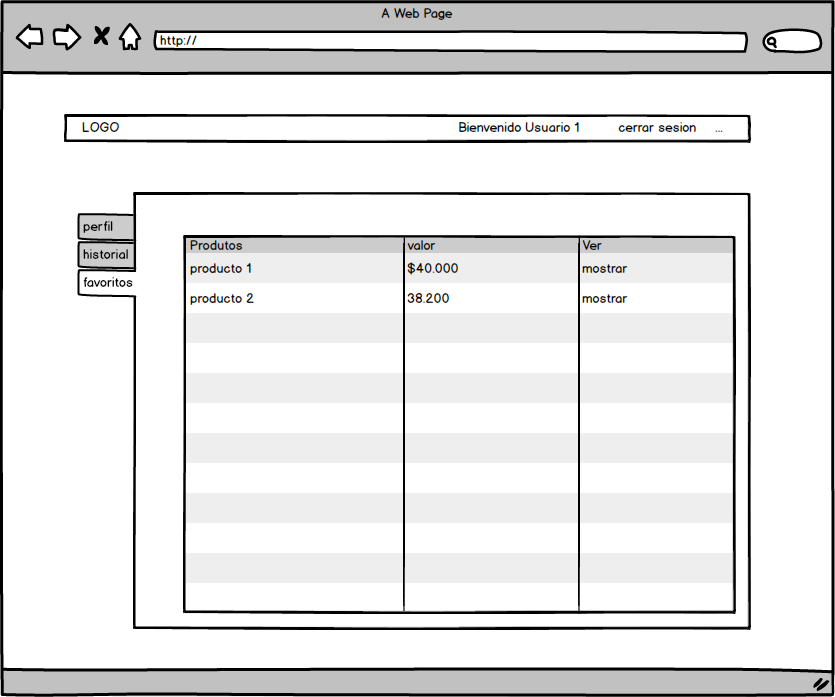 A Web Page
http://
LOGO Bienvenido Usuario 1 cerrar sesion ...
perfil
historial
favoritos
Produtos valor Ver
producto 1 $40.000 mostrar
producto 2 38.200 mostrar